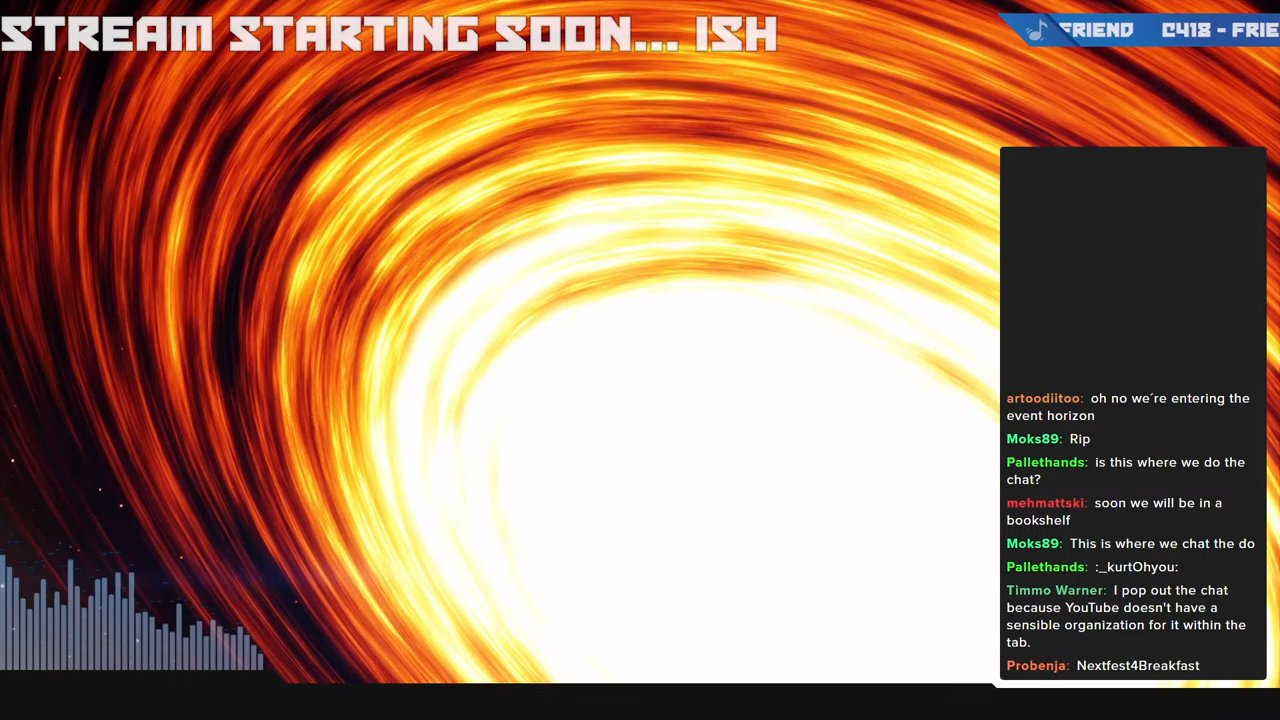 STREAM STARTING SOON... ISH
FRIEND C418 - FRIE
artoodiitoo: oh no we´re entering the
event horizon
Moks89: Rip
Pallethands: is this where we do the
chat?
mehmattski: soon we will be in a
bookshelf
Moks89: This is where we chat the do
Pallethands: :_kurtOhyou:
Timmo Warner: I pop out the chat
because YouTube doesn't have a
sensible organization for it within the
tab.
Probenja: Nextfest4Breakfast